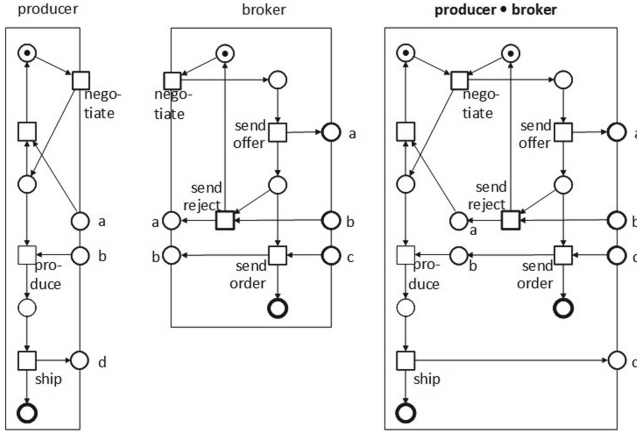 producer
nego-
tiate
a
b
pro-
duce
d
ship
broker
nego-
tiate
send
offer
a
send
reject
a
b
b
c
send
order
producer • broker
nego-
tiate
send
offer
a
send
reject
a
b
pro-
duce
b
send
order
ship